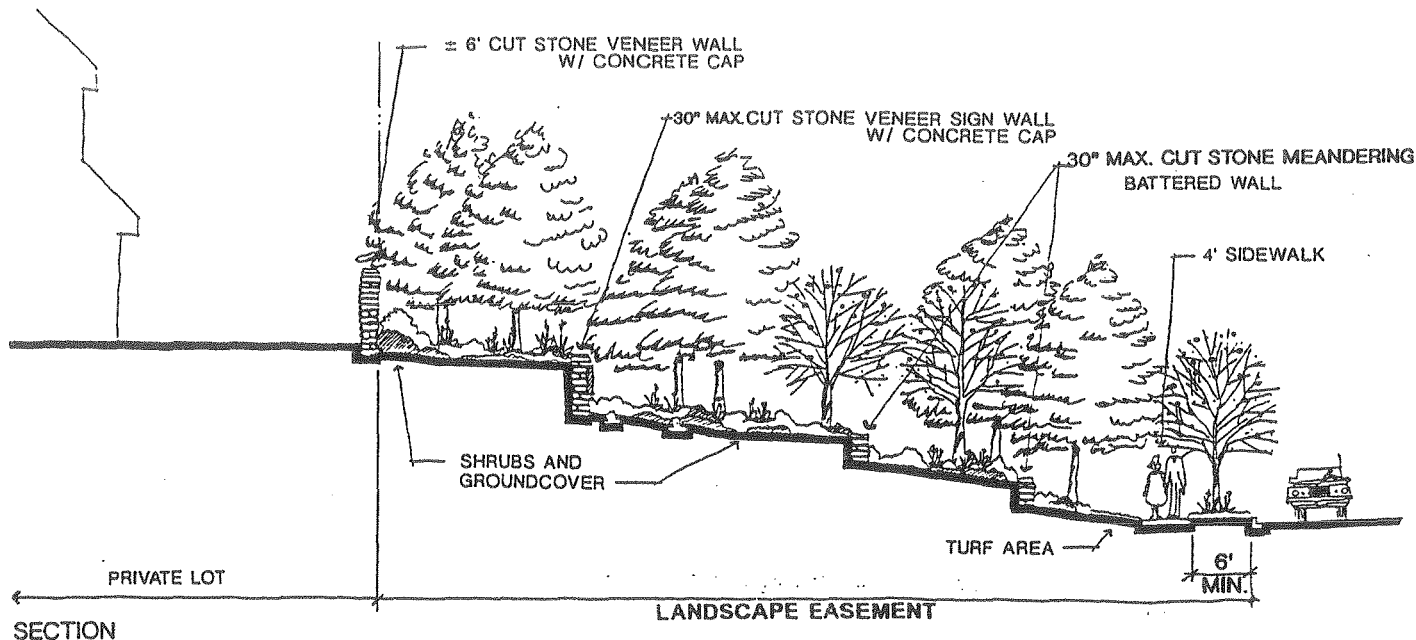 ± 6' CUT STONE VENEER WALL
W/ CONCRETE CAP
30" MAX. CUT STONE VENEER SIGN WALL
W/ CONCRETE CAP
30" MAX. CUT STONE MEANDERING
BATTERED WALL
4' SIDEWALK
SHRUBS AND
GROUNDCOVER
TURF AREA
6'
MIN.
PRIVATE LOT
LANDSCAPE EASEMENT
SECTION